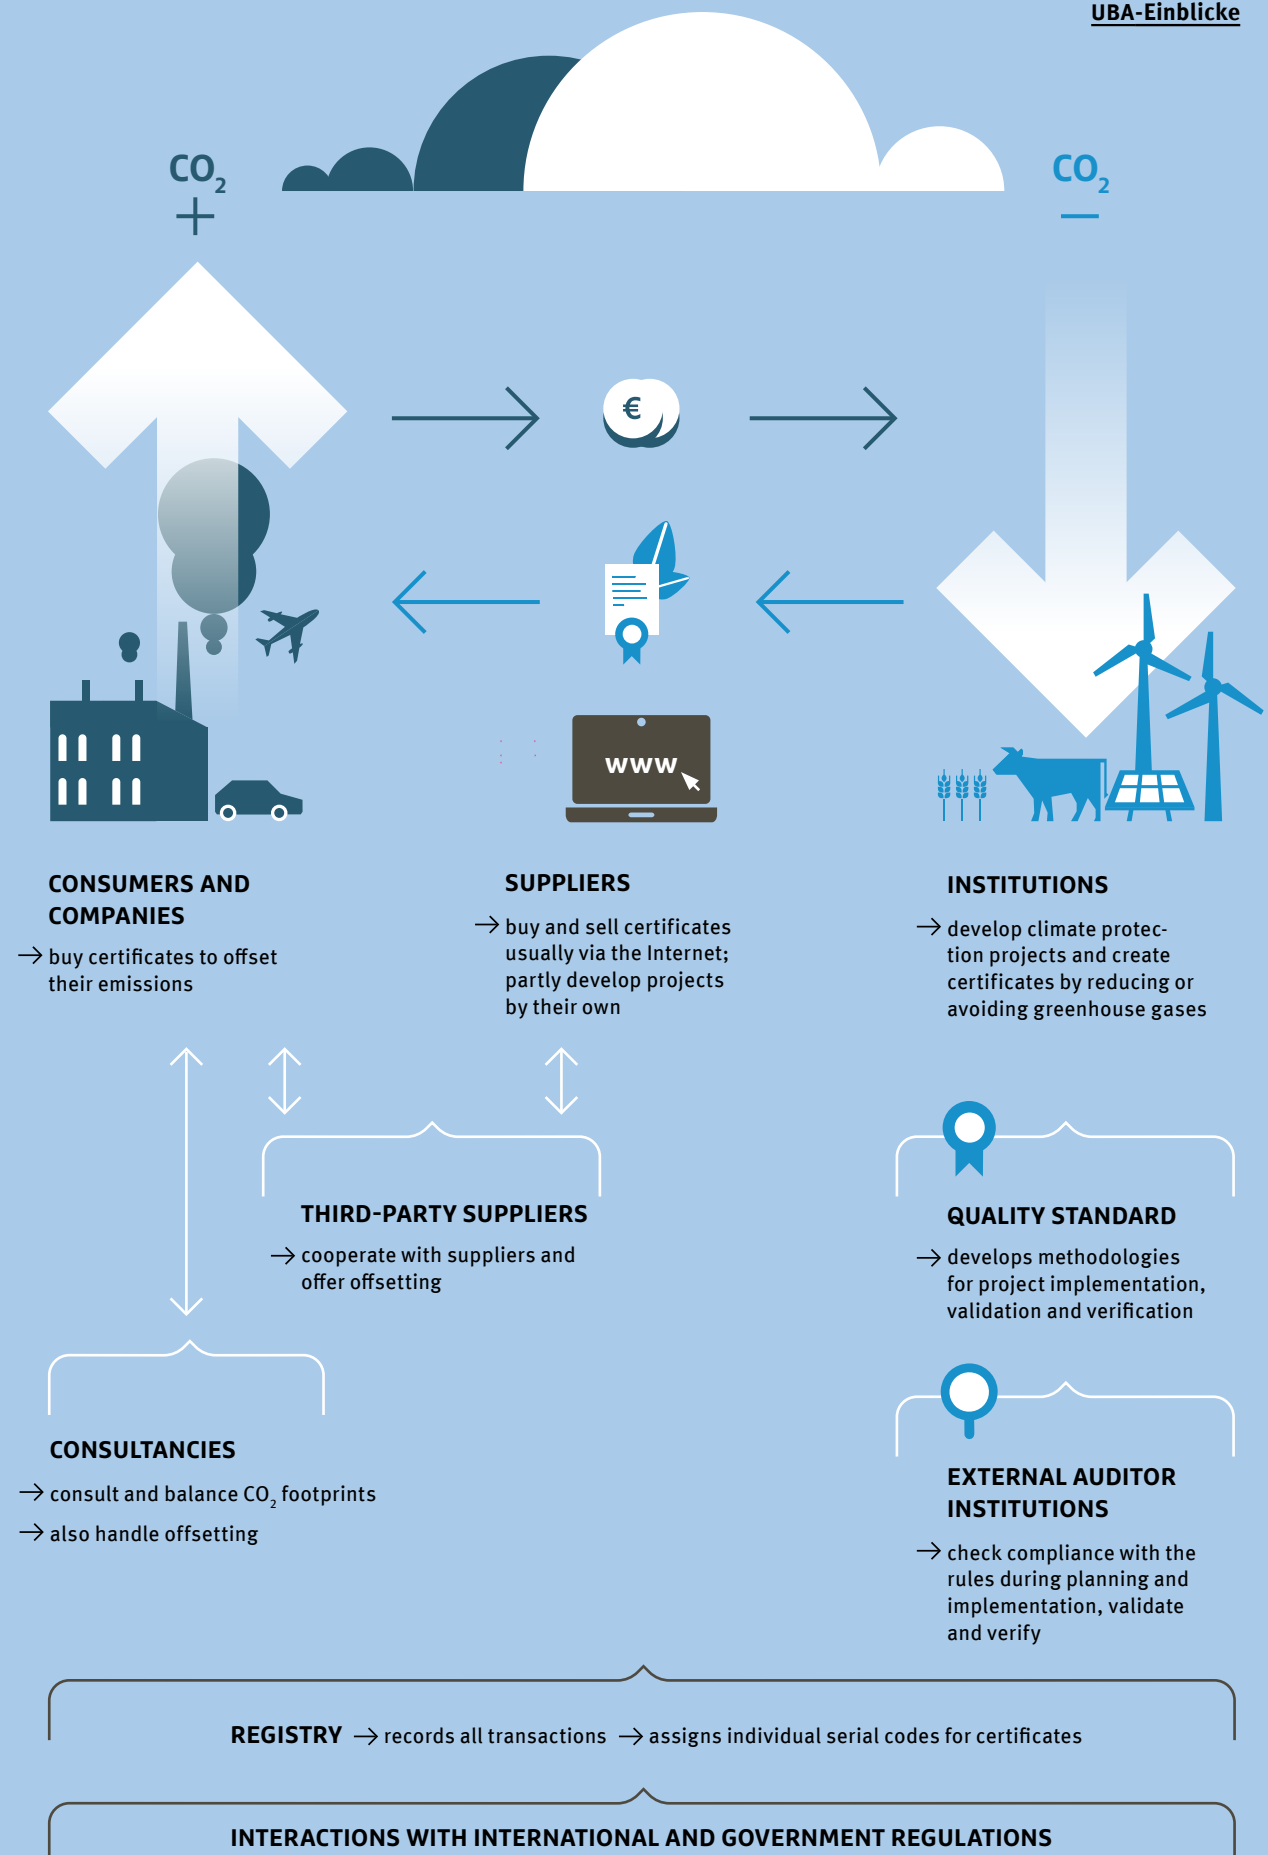 UBA-Einblicke
CO₂
+
CO₂
—
€
www
CONSUMERS AND
COMPANIES
→ buy certificates to offset
their emissions
SUPPLIERS
→ buy and sell certificates
usually via the Internet;
partly develop projects
by their own
INSTITUTIONS
→ develop climate protec-
tion projects and create
certificates by reducing or
avoiding greenhouse gases
THIRD-PARTY SUPPLIERS
→ cooperate with suppliers and
offer offsetting
QUALITY STANDARD
→ develops methodologies
for project implementation,
validation and verification
CONSULTANCIES
→ consult and balance CO₂ footprints
→ also handle offsetting
EXTERNAL AUDITOR
INSTITUTIONS
→ check compliance with the
rules during planning and
implementation, validate
and verify
REGISTRY → records all transactions → assigns individual serial codes for certificates
INTERACTIONS WITH INTERNATIONAL AND GOVERNMENT REGULATIONS